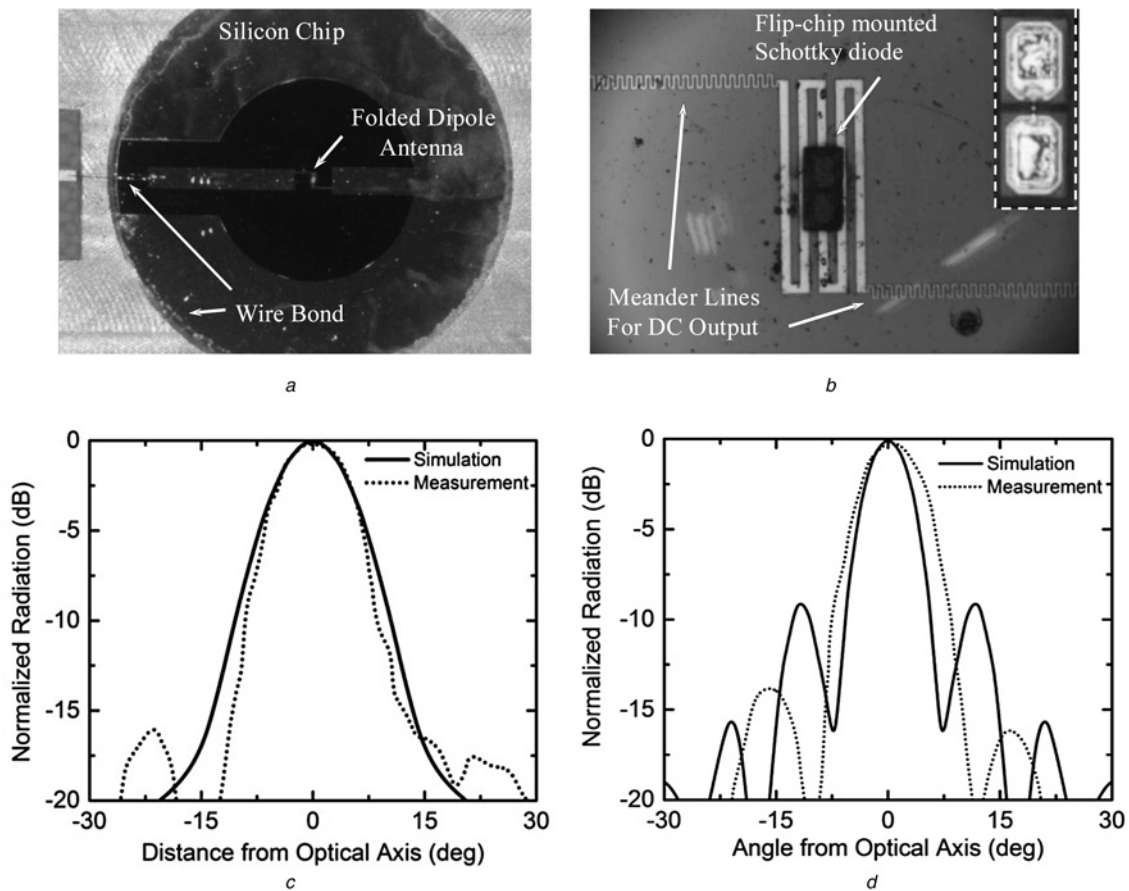 Silicon Chip
Folded Dipole
Antenna
Wire Bond
a
Flip-chip mounted
Schottky diode
Meander Lines
For DC Output
b
Normalized Radiation (dB)
0
-5
-10
-15
-20
Simulation
Measurement
-30
-15
0
15
30
Distance from Optical Axis (deg)
c
Normalized Radiation (dB)
0
-5
-10
-15
-20
Simulation
Measurement
-30
-15
0
15
30
Angle from Optical Axis (deg)
d